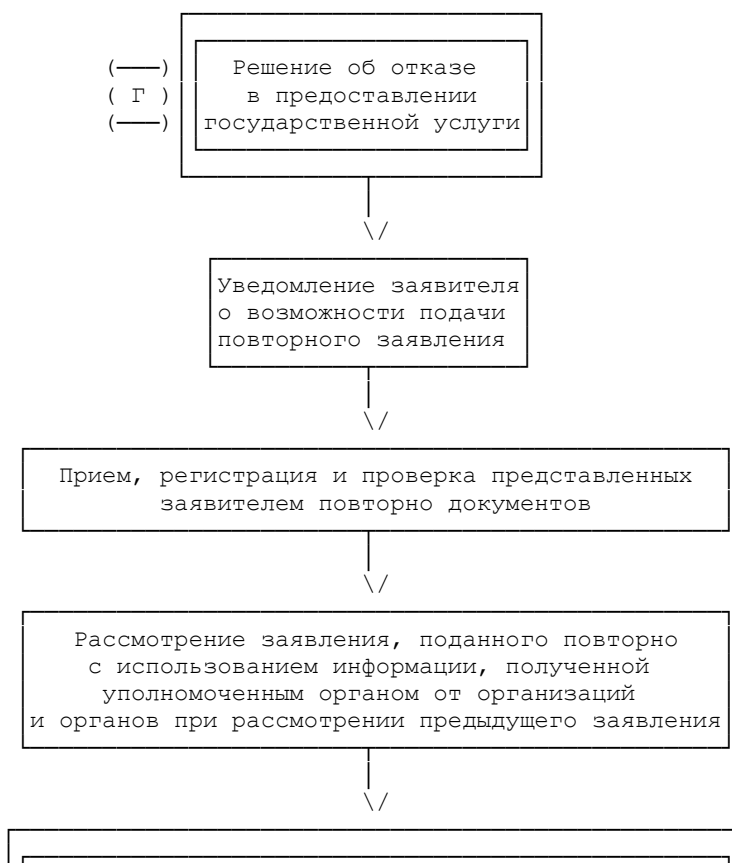 Решение об отказе
( Г ) в предоставлении
государственной услуги
Уведомление заявителя
о возможности подачи
повторного заявления
Прием, регистрация и проверка представленных
заявителем повторно документов
Рассмотрение заявления, поданного повторно
с использованием информации, полученной
уполномоченным органом от организаций
и органов при рассмотрении предыдущего заявления